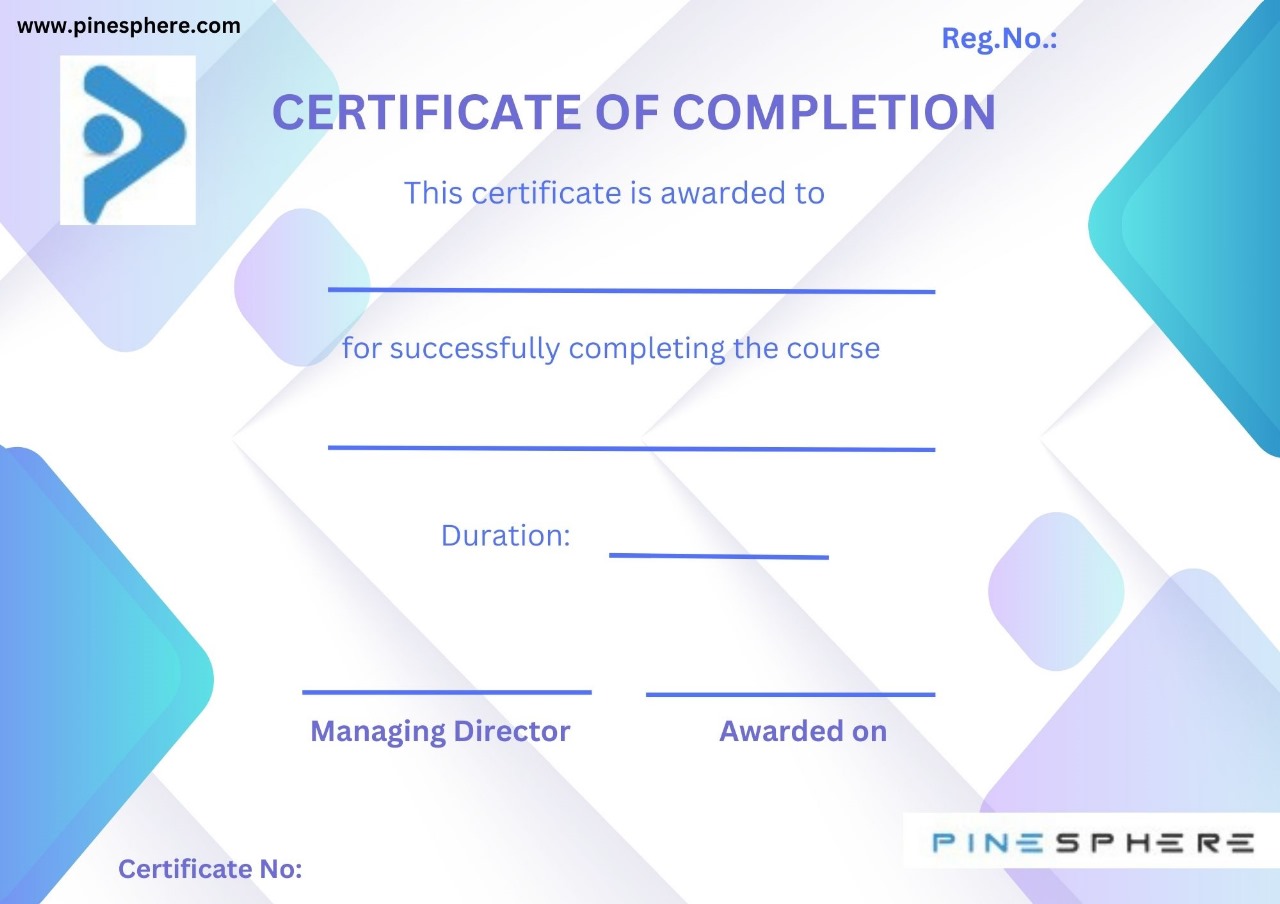 www.pinesphere.com
Reg.No.:
CERTIFICATE OF COMPLETION
This certificate is awarded to
for successfully completing the course
Duration:
Managing Director
Awarded on
PINESPHERE
Certificate No: